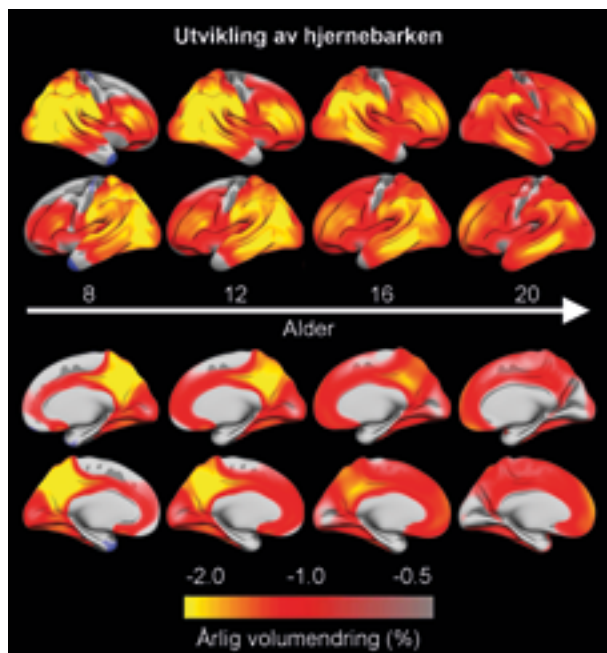 Utvikling av hjernebarken
8 12 16 20
Alder
-2.0 -1.0 -0.5
Årlig volumendring (%)